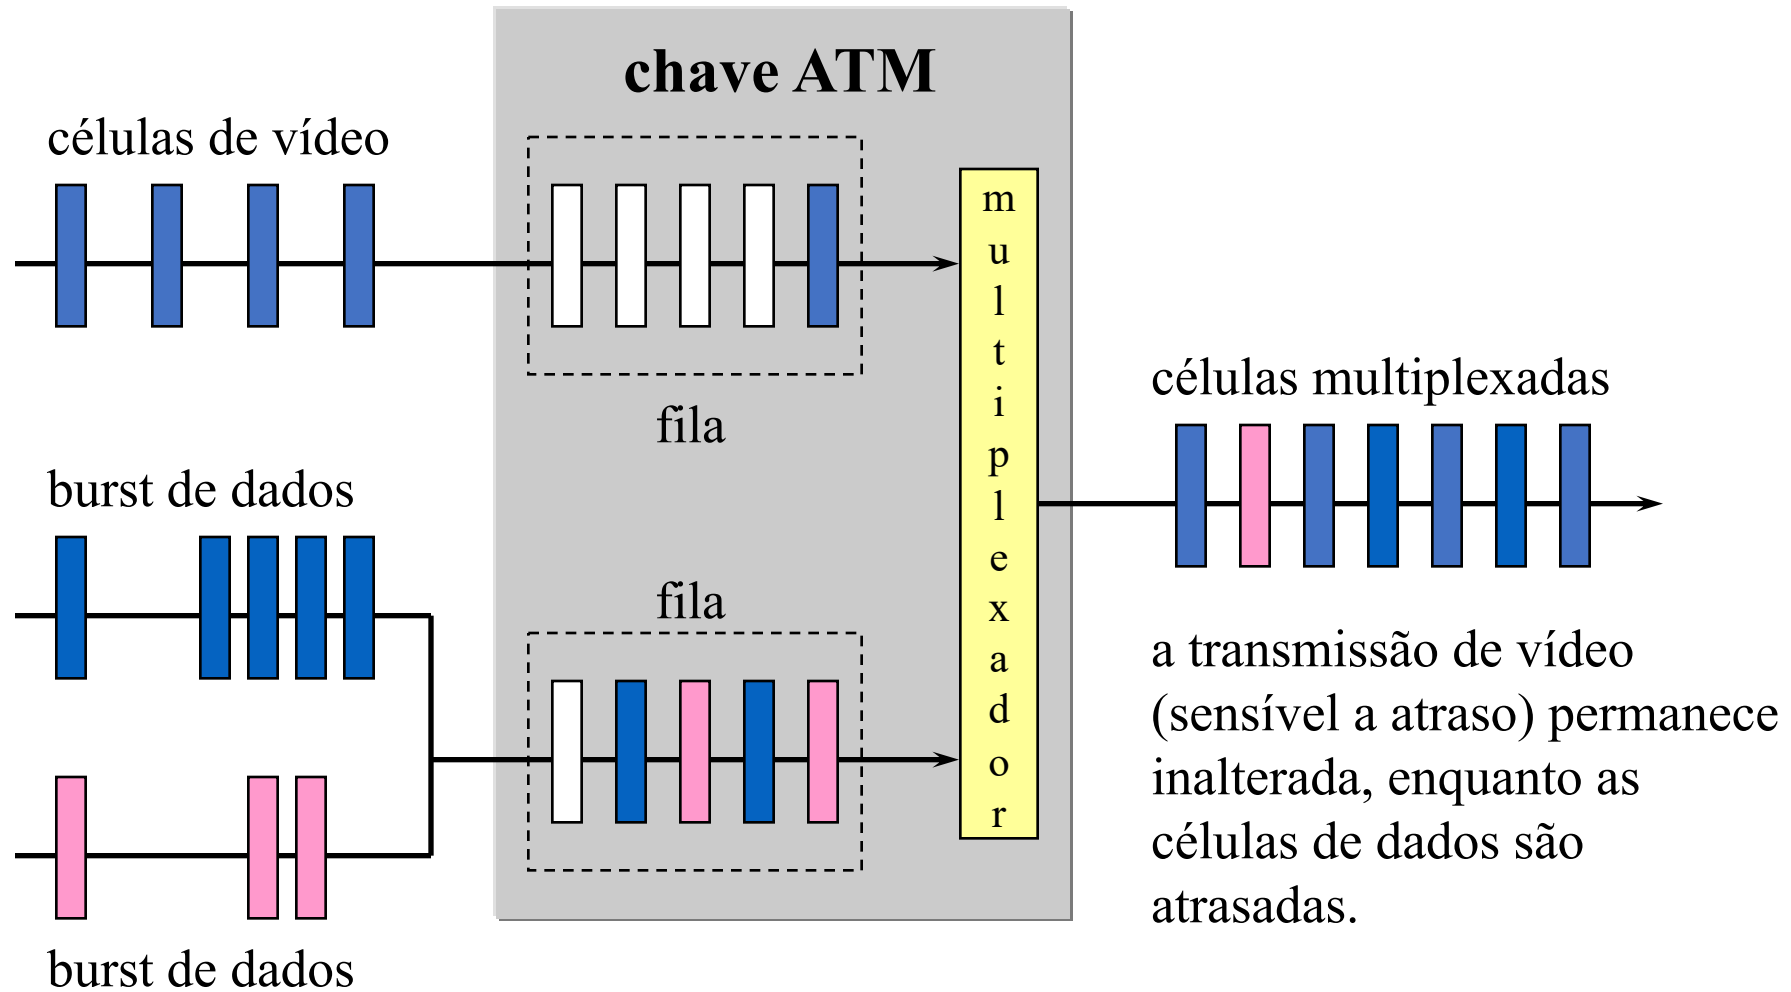 chave ATM
células de vídeo
fila
multiplexador
células multiplexadas
burst de dados
fila
a transmissão de vídeo
(sensível a atraso) permanece
inalterada, enquanto as
células de dados são
atrasadas.
burst de dados